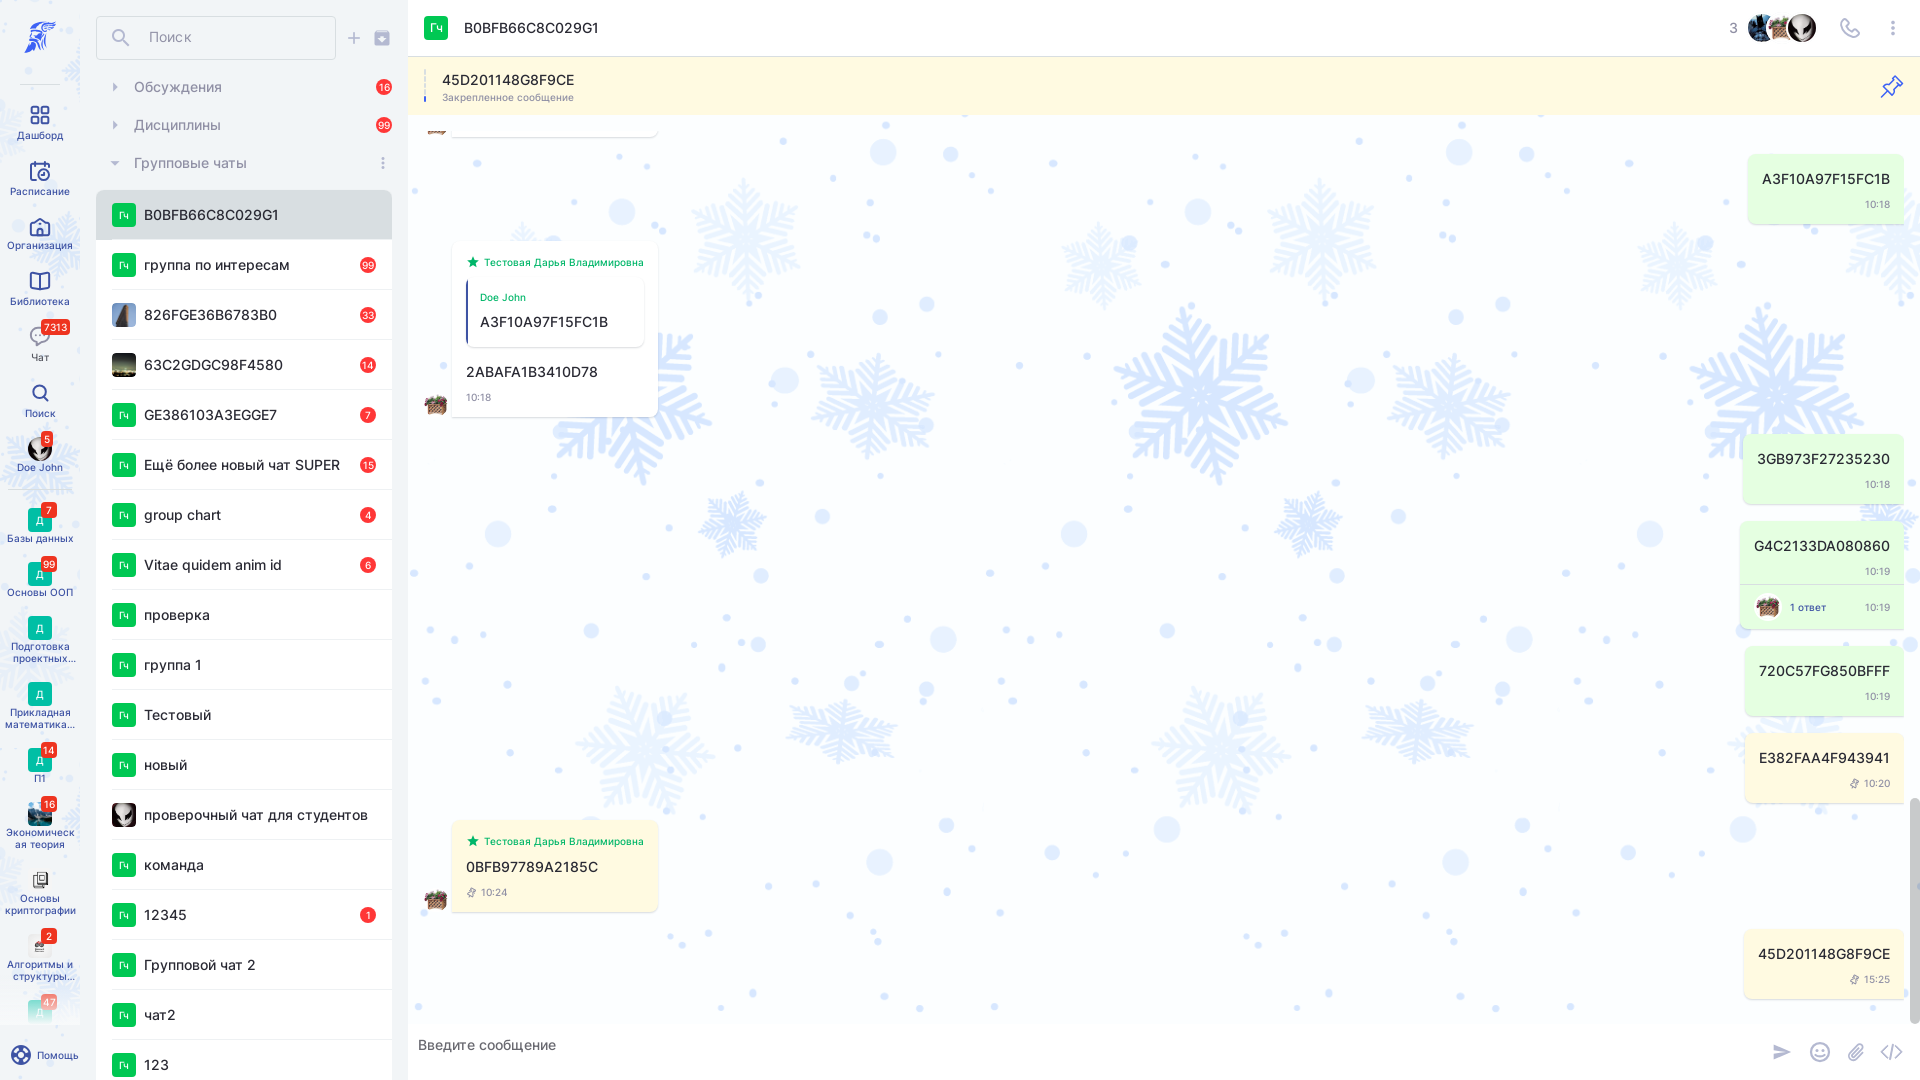 Дашборд
Расписание
Организация
Библиотека
7313
Чат
Поиск
5
Doe John
7
Д
Базы данных
99
Д
Основы ООП
Д
Подготовка
проектных...
Д
Прикладная
математика...
14
Д
П1
16
Экономическ
ая теория
Основы
криптографии
2
Алгоритмы и
структуры...
47
Д
Помощь
Поиск
Обсуждения 16
Дисциплины 99
Групповые чаты
Гч B0BFB66C8C029G1
Гч группа по интересам 99
826FGE36B6783B0 33
63C2GDGC98F4580 14
Гч GE386103A3EGGE7 7
Гч Ещё более новый чат SUPER 15
Гч group chart 4
Гч Vitae quidem anim id 6
Гч проверка
Гч группа 1
Гч Тестовый
Гч новый
проверочный чат для студентов
Гч команда
Гч 12345 1
Гч Групповой чат 2
Гч чат2
Гч 123
Гч B0BFB66C8C029G1 3
45D201148G8F9CE
Закрепленное сообщение
A3F10A97F15FC1B
10:18
Тестовая Дарья Владимировна
Doe John
A3F10A97F15FC1B
2ABAFA1B3410D78
10:18
3GB973F27235230
10:18
G4C2133DA080860
10:19
1 ответ 10:19
720C57FG850BFFF
10:19
E382FAA4F943941
10:20
Тестовая Дарья Владимировна
0BFB97789A2185C
10:24
45D201148G8F9CE
15:25
Введите сообщение